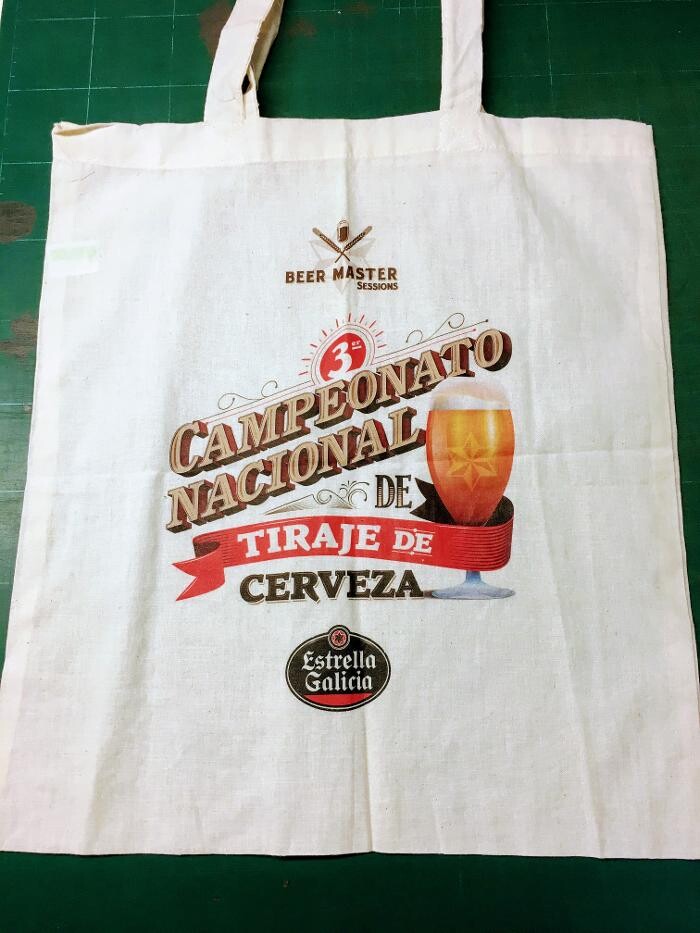 BEER MASTER
SESSIONS
3er
CAMPEONATO
NACIONAL
DE
TIRAJE DE
CERVEZA
Estrella
Galicia